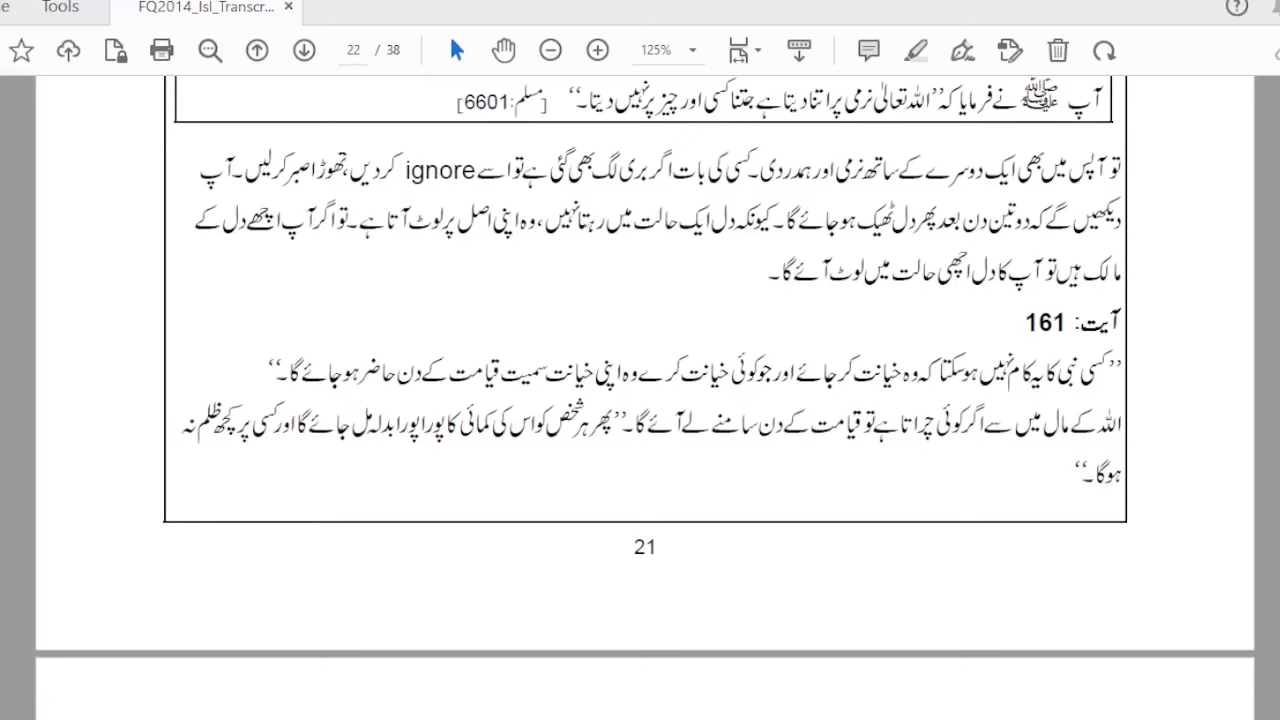 Tools
FQ2014_Isl_Transcr... ×
22 / 38
125%
آپ ﷺ نے فرمایا کہ ’’اللہ تعالیٰ نرمی پر اتنا دیتا ہے جتنا کسی اور چیز پر نہیں دیتا۔‘‘ [مسلم:6601]
تو آپس میں بھی ایک دوسرے کے ساتھ نرمی اور ہمدردی۔ کسی کی بات اگر بری لگ بھی گئی ہے تو اسے ignore کردیں، تھوڑا صبر کرلیں۔ آپ
دیکھیں گے کہ دو تین دن بعد پھر دل ٹھیک ہو جائے گا۔ کیونکہ دل ایک حالت میں رہتا نہیں، وہ اپنی اصل پر لوٹ آتا ہے۔ تو اگر آپ اچھے دل کے
مالک ہیں تو آپ کا دل اچھی حالت میں لوٹ آئے گا۔
آیت: 161
’’کسی نبی کا یہ کام نہیں ہوسکتا کہ وہ خیانت کر جائے اور جو کوئی خیانت کرے وہ اپنی خیانت سمیت قیامت کے دن حاضر ہو جائے گا۔‘‘
اللہ کے مال میں سے اگر کوئی چراتا ہے تو قیامت کے دن سامنے لے آئے گا۔ ’’پھر ہر شخص کو اس کی کمائی کا پورا پورا بدلہ مل جائے گا اور کسی پر کچھ ظلم نہ
ہوگا۔‘‘
21